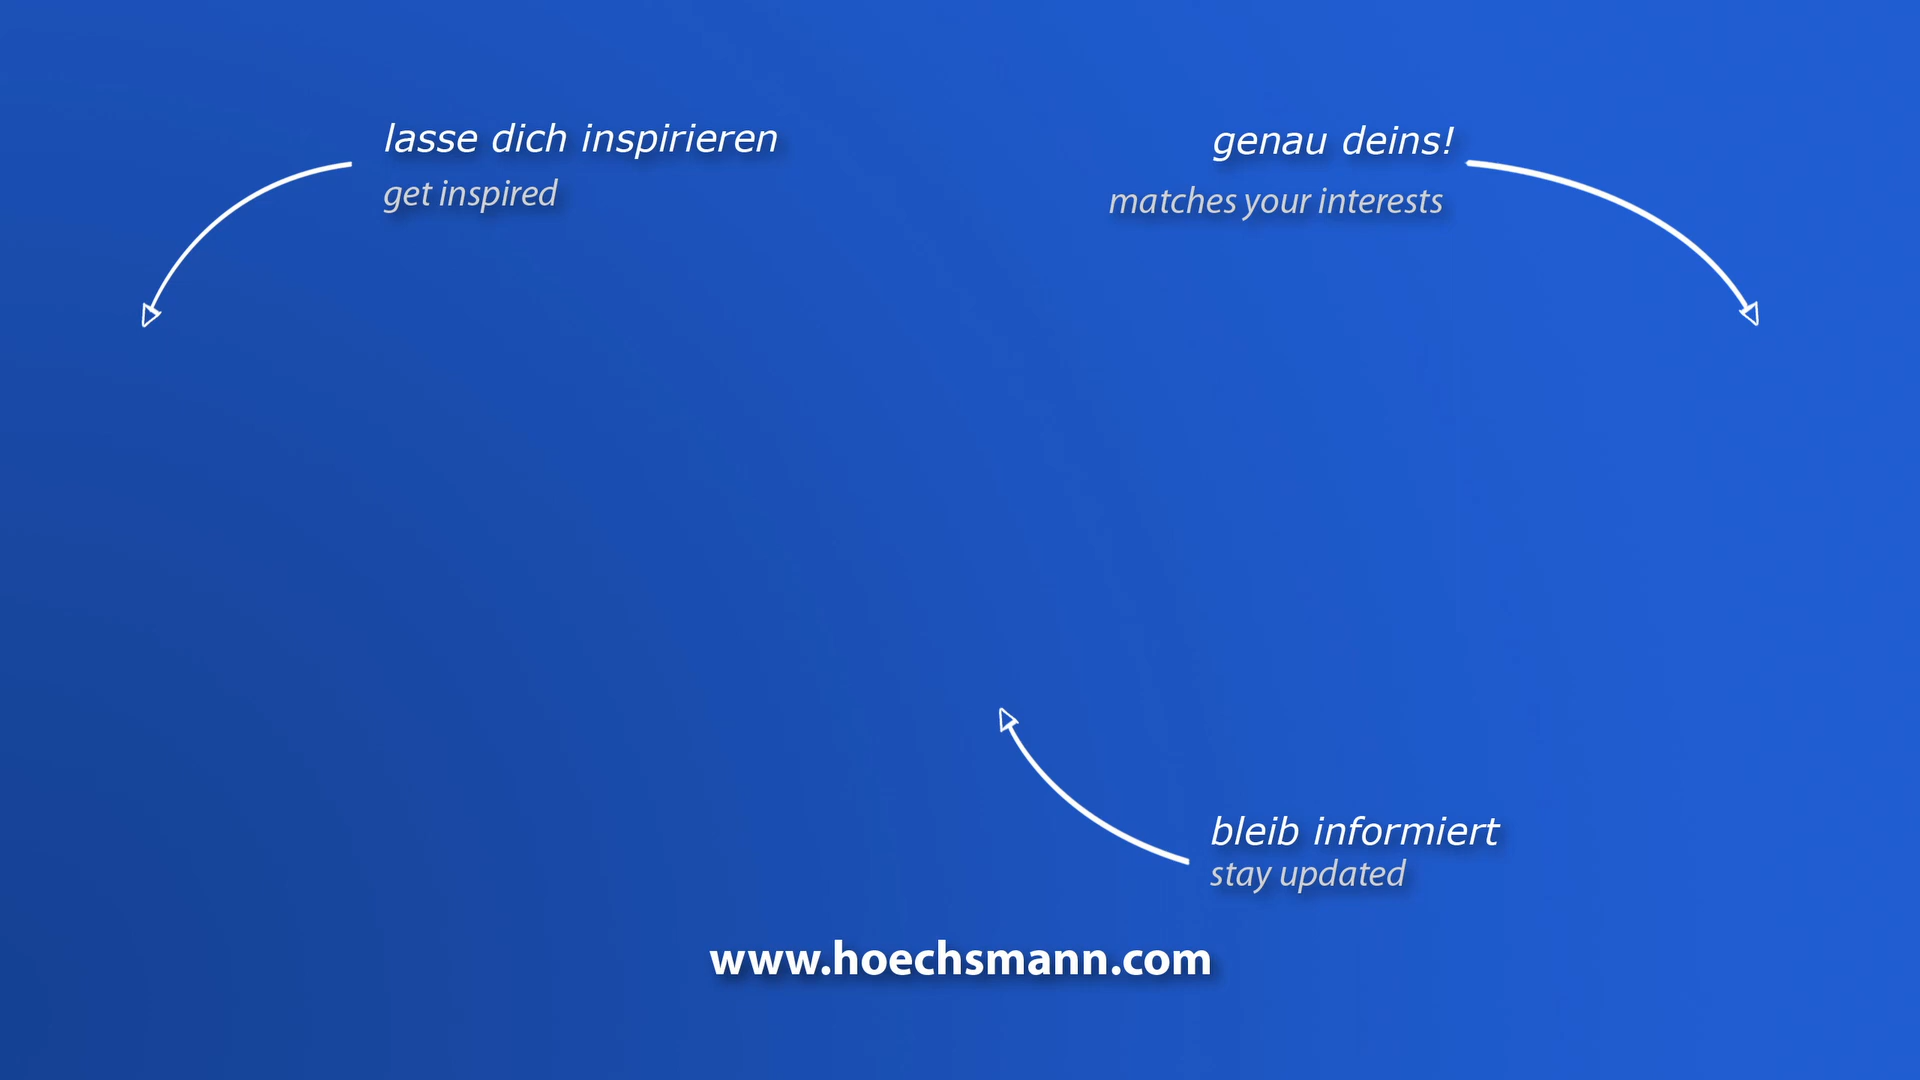 lasse dich inspirieren
get inspired
genau deins!
matches your interests
bleib informiert
stay updated
www.hoechsmann.com